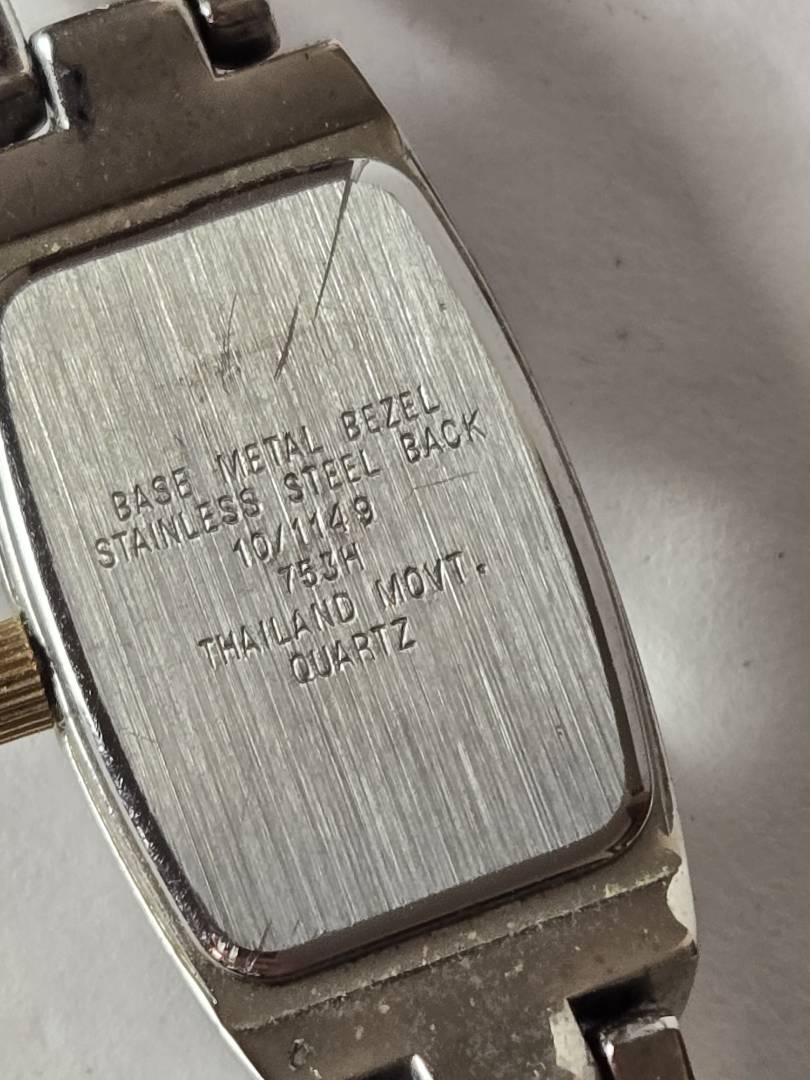 BASE METAL BEZEL
STAINLESS STEEL BACK
10/1149
753H
THAILAND MOVT.
QUARTZ